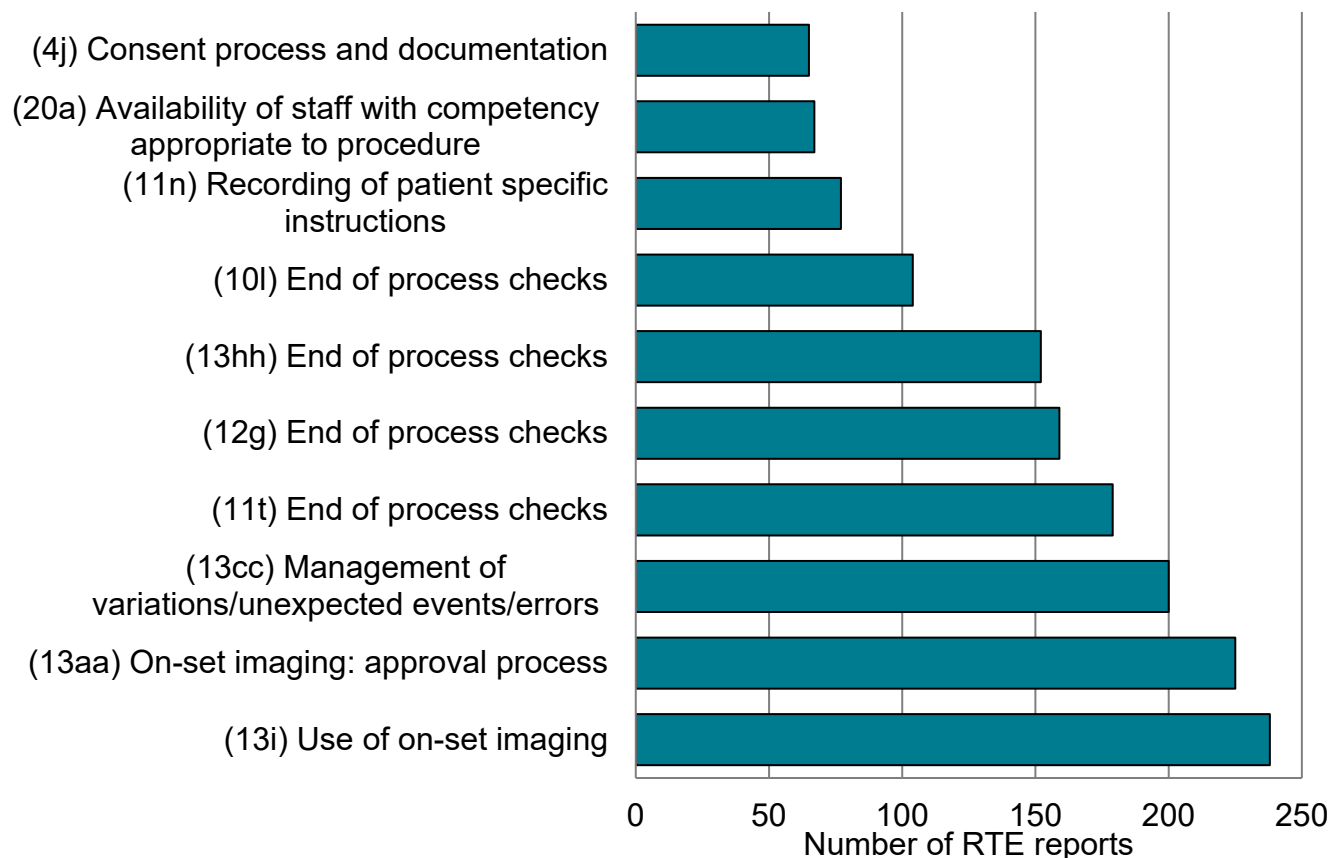 (4j) Consent process and documentation
(20a) Availability of staff with competency
appropriate to procedure
(11n) Recording of patient specific
instructions
(10l) End of process checks
(13hh) End of process checks
(12g) End of process checks
(11t) End of process checks
(13cc) Management of
variations/unexpected events/errors
(13aa) On-set imaging: approval process
(13i) Use of on-set imaging
0 50 100 150 200 250
Number of RTE reports